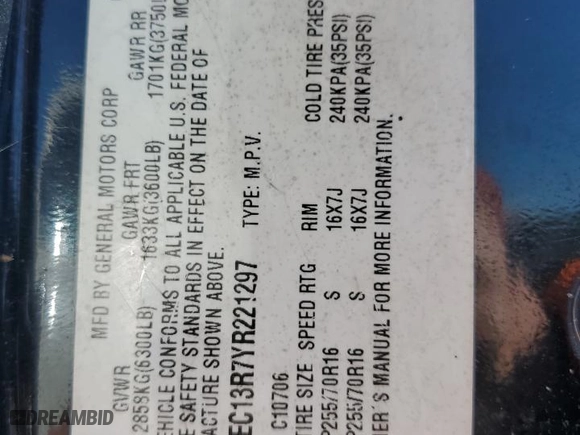 MFD BY GENERAL MOTORS CORP
GVWR GAWR FRT GAWR RR
2858KG(6300LB) 1633KG(3600LB) 1701KG(3750
VEHICLE CONFORMS TO ALL APPLICABLE U.S. FEDERAL MO
E SAFETY STANDARDS IN EFFECT ON THE DATE OF
ACTURE SHOWN ABOVE.
EC13R7YR221297 TYPE: M.P.V.
C10706
TIRE SIZE SPEED RTG RIM COLD TIRE PRES
P255/70R16 S 16X7J 240KPA(35PSI)
P255/70R16 S 16X7J 240KPA(35PSI)
ER'S MANUAL FOR MORE INFORMATION.
DREAMBID